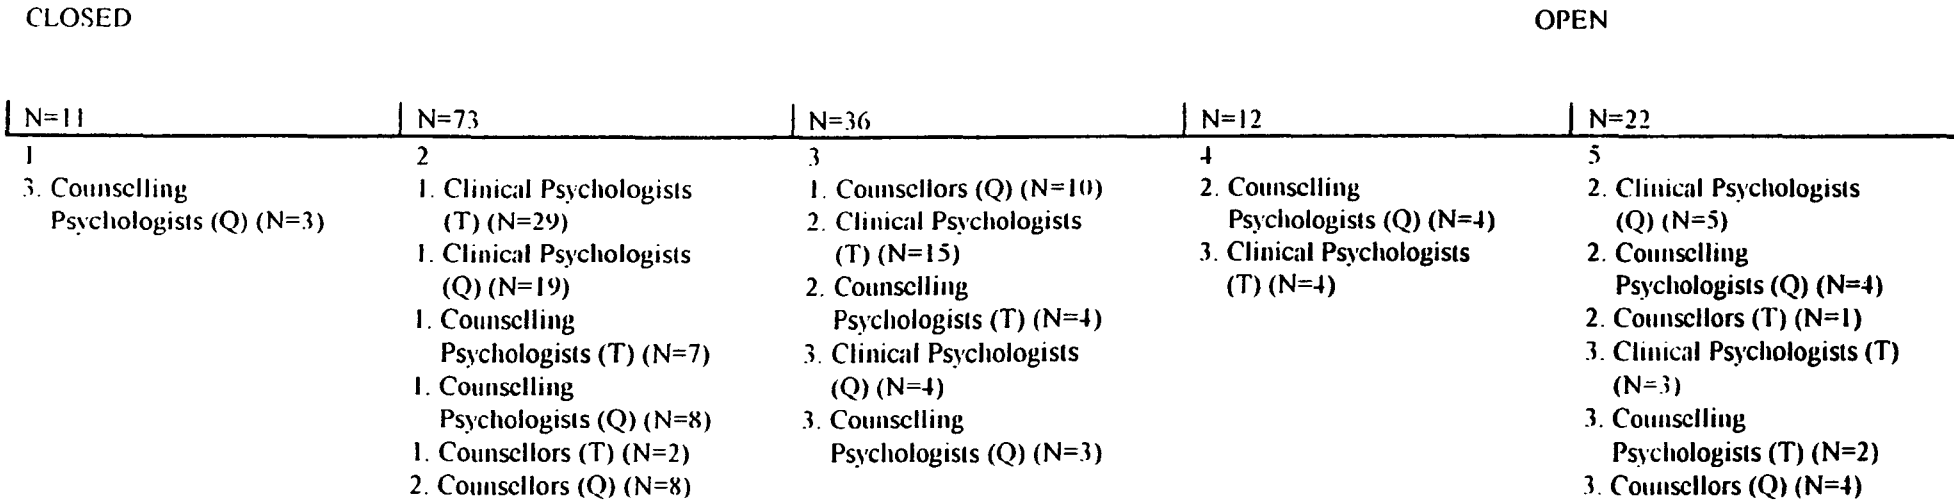 CLOSED
OPEN
N=11
N=73
N=36
N=12
N=22
1
3. Counselling
Psychologists (Q) (N=3)
2
1. Clinical Psychologists
(T) (N=29)
1. Clinical Psychologists
(Q) (N=19)
1. Counselling
Psychologists (T) (N=7)
1. Counselling
Psychologists (Q) (N=8)
1. Counsellors (T) (N=2)
2. Counsellors (Q) (N=8)
3
1. Counsellors (Q) (N=10)
2. Clinical Psychologists
(T) (N=15)
2. Counselling
Psychologists (T) (N=4)
3. Clinical Psychologists
(Q) (N=4)
3. Counselling
Psychologists (Q) (N=3)
4
2. Counselling
Psychologists (Q) (N=4)
3. Clinical Psychologists
(T) (N=4)
5
2. Clinical Psychologists
(Q) (N=5)
2. Counselling
Psychologists (Q) (N=4)
2. Counsellors (T) (N=1)
3. Clinical Psychologists (T)
(N=3)
3. Counselling
Psychologists (T) (N=2)
3. Counsellors (Q) (N=4)